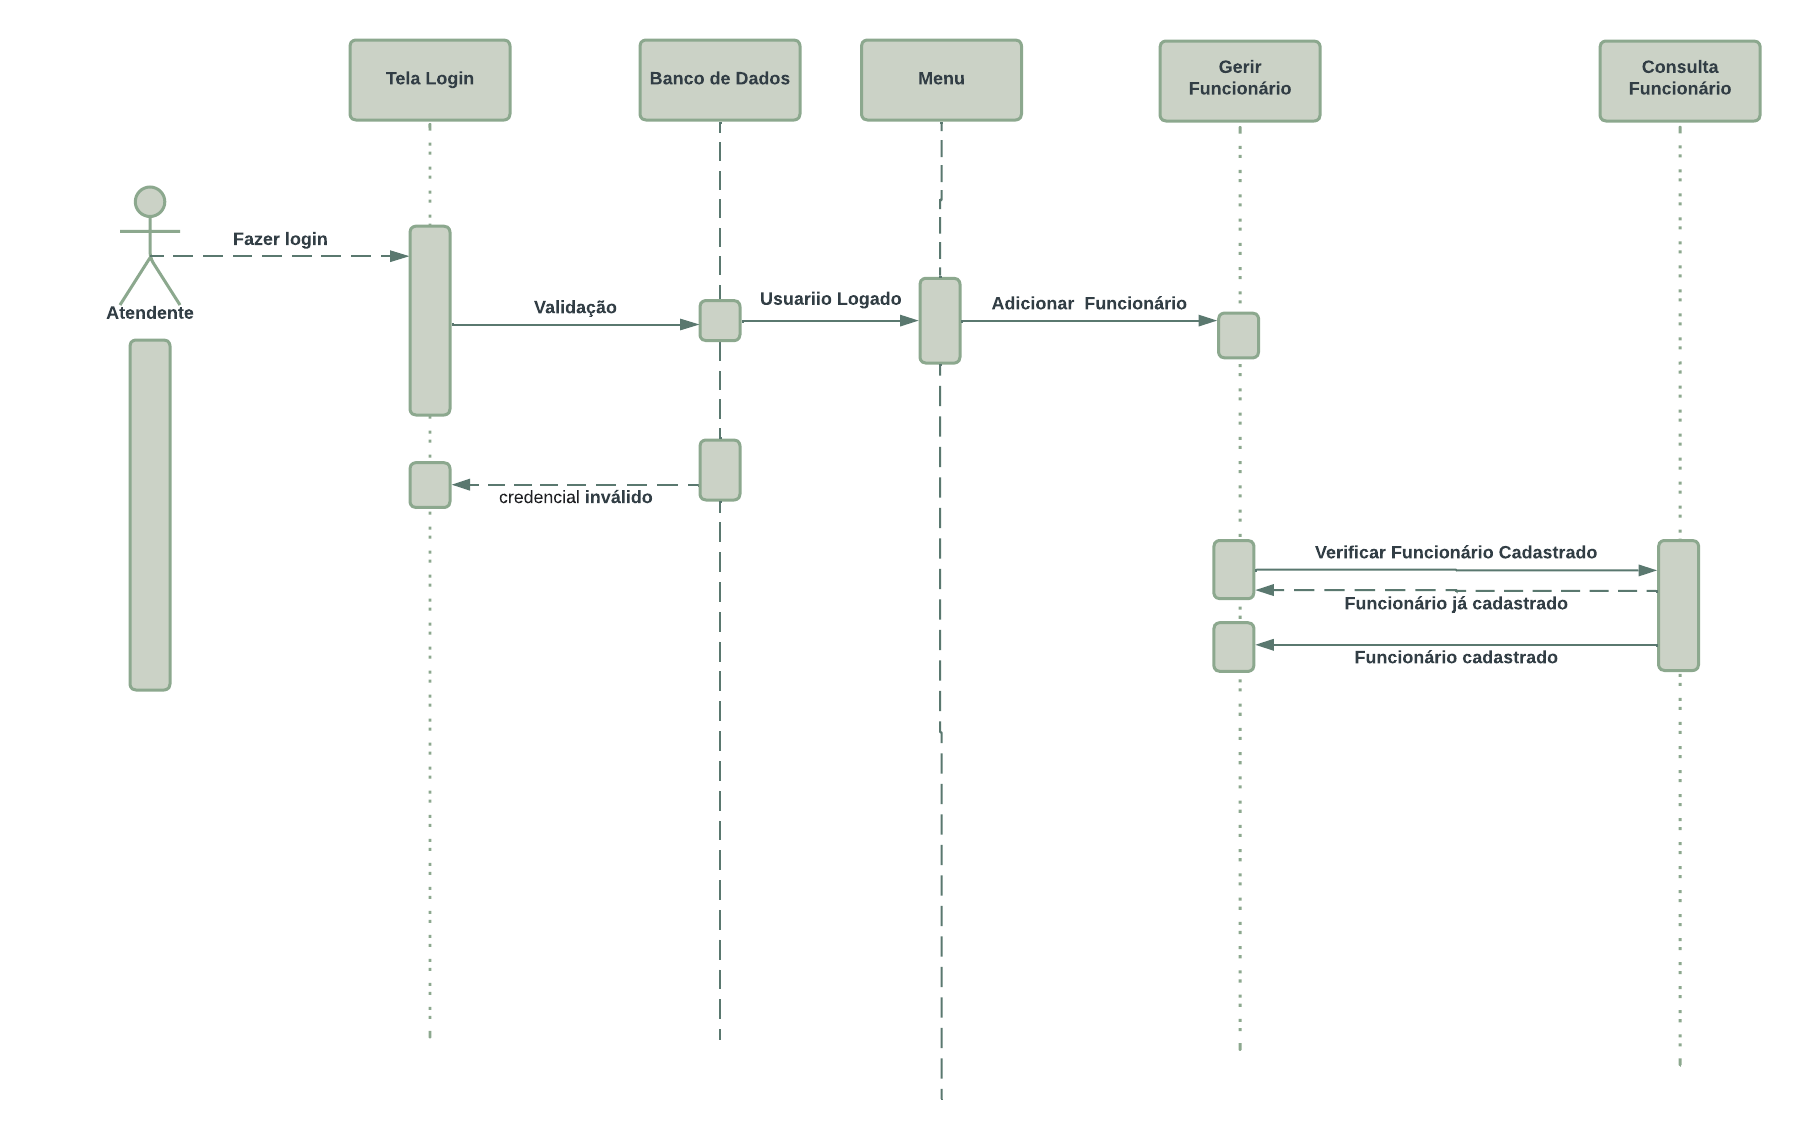 Tela Login
Banco de Dados
Menu
Gerir
Funcionário
Consulta
Funcionário
Fazer login
Atendente
Validação
Usuariio Logado
Adicionar  Funcionário
credencial inválido
Verificar Funcionário Cadastrado
Funcionário já cadastrado
Funcionário cadastrado